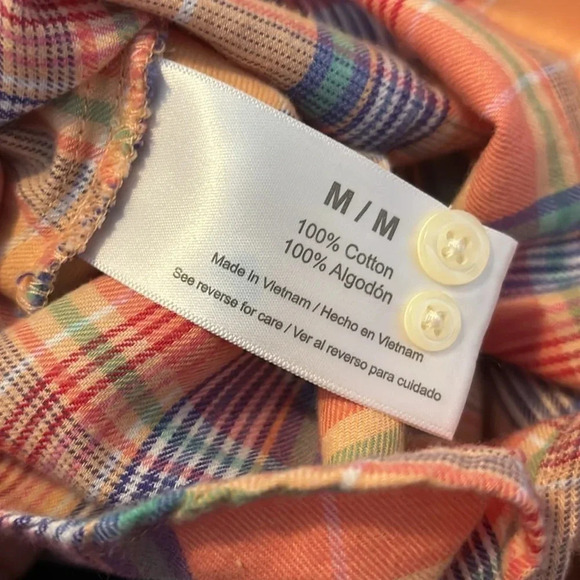 M / M
100% Cotton
100% Algodón
Made in Vietnam / Hecho en Vietnam
See reverse for care / Ver al reverso para cuidado